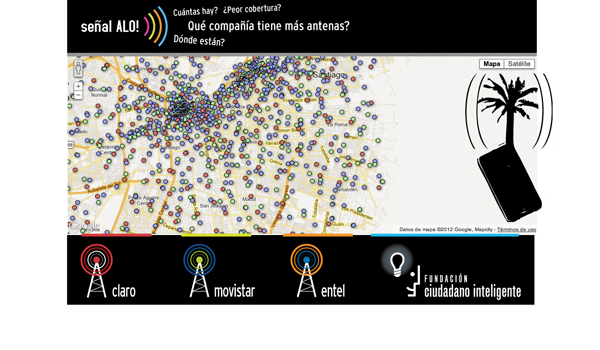 señal ALO!
Cuántas hay? ¿Peor cobertura?
Qué compañía tiene más antenas?
Dónde están?
Mapa
Satélite
Santiago
Normal
Datos de mapa ©2012 Google, Mapcity - Términos de uso
claro
movistar
entel
FUNDACIÓN
ciudadano inteligente